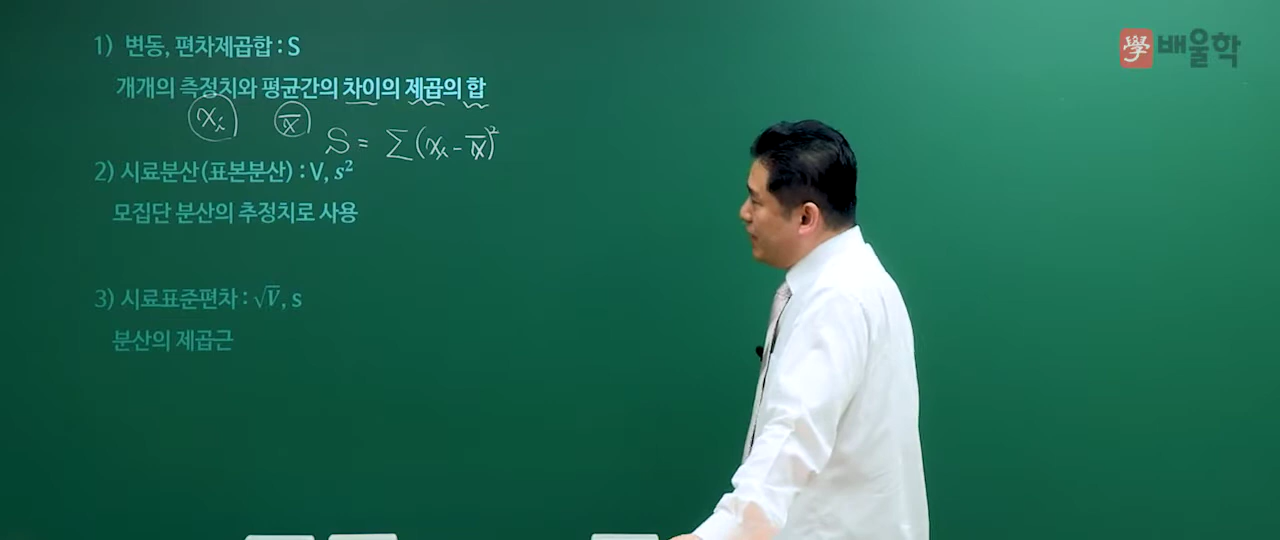 1) 변동, 편차제곱합 : S
개개의 측정치와 평균간의 차이의 제곱의 합
xᵢ x̅ S = Σ(xᵢ - x̅)²
2) 시료분산(표본분산) : V, s²
모집단 분산의 추정치로 사용
3) 시료표준편차 : √V, s
분산의 제곱근
學 배울학